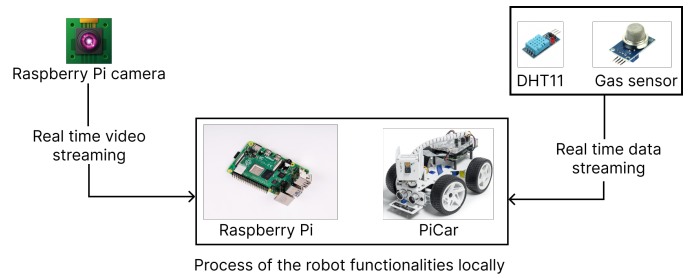 Raspberry Pi camera
DHT11
Gas sensor
Real time video
streaming
Real time data
streaming
Raspberry Pi
PiCar
Process of the robot functionalities locally